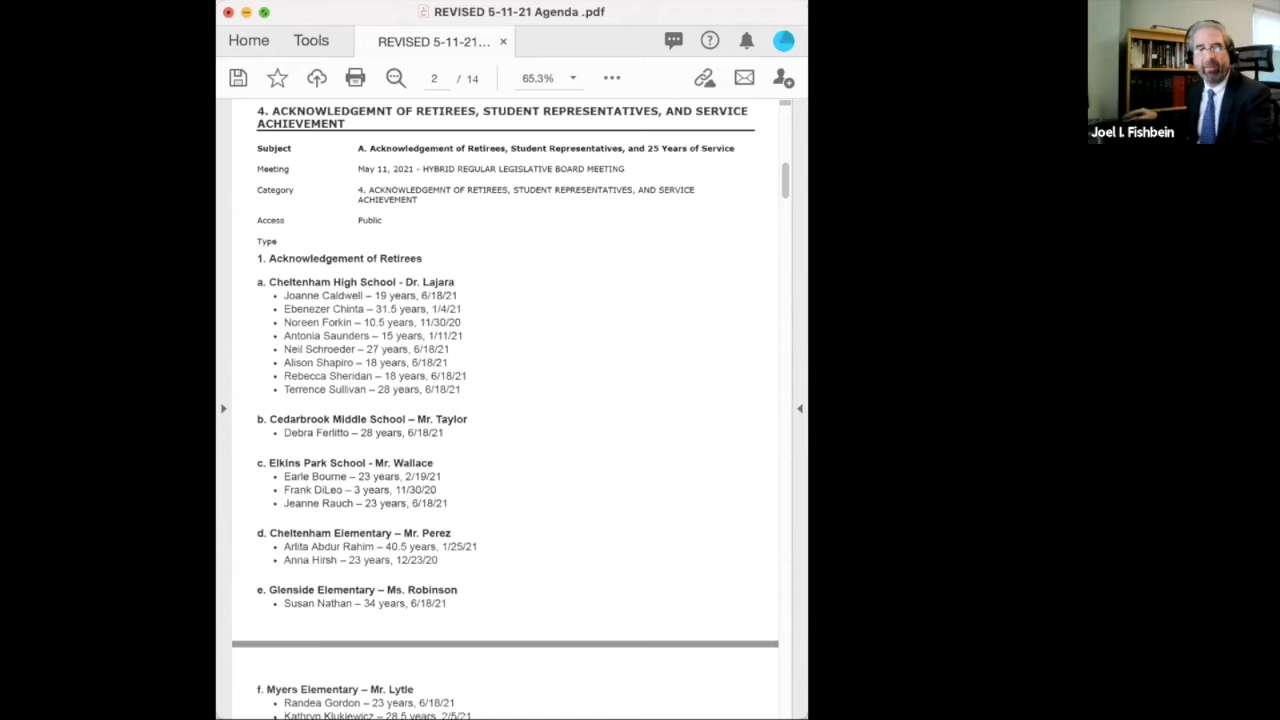 REVISED 5-11-21 Agenda .pdf
Home Tools REVISED 5-11-21... ×
2 / 14 65.3%
4. ACKNOWLEDGEMNT OF RETIREES, STUDENT REPRESENTATIVES, AND SERVICE
ACHIEVEMENT
Subject A. Acknowledgement of Retirees, Student Representatives, and 25 Years of Service
Meeting May 11, 2021 - HYBRID REGULAR LEGISLATIVE BOARD MEETING
Category 4. ACKNOWLEDGEMNT OF RETIREES, STUDENT REPRESENTATIVES, AND SERVICE
ACHIEVEMENT
Access Public
Type
1. Acknowledgement of Retirees
a. Cheltenham High School - Dr. Lajara
• Joanne Caldwell – 19 years, 6/18/21
• Ebenezer Chinta – 31.5 years, 1/4/21
• Noreen Forkin – 10.5 years, 11/30/20
• Antonia Saunders – 15 years, 1/11/21
• Neil Schroeder – 27 years, 6/18/21
• Alison Shapiro – 18 years, 6/18/21
• Rebecca Sheridan – 18 years, 6/18/21
• Terrence Sullivan – 28 years, 6/18/21
b. Cedarbrook Middle School – Mr. Taylor
• Debra Ferlitto – 28 years, 6/18/21
c. Elkins Park School - Mr. Wallace
• Earle Bourne – 23 years, 2/19/21
• Frank DiLeo – 3 years, 11/30/20
• Jeanne Rauch – 23 years, 6/18/21
d. Cheltenham Elementary – Mr. Perez
• Arlita Abdur Rahim – 40.5 years, 1/25/21
• Anna Hirsh – 23 years, 12/23/20
e. Glenside Elementary – Ms. Robinson
• Susan Nathan – 34 years, 6/18/21
f. Myers Elementary – Mr. Lytle
• Randea Gordon – 23 years, 6/18/21
• Kathryn Klukiewicz – 28.5 years, 2/5/21
Joel I. Fishbein